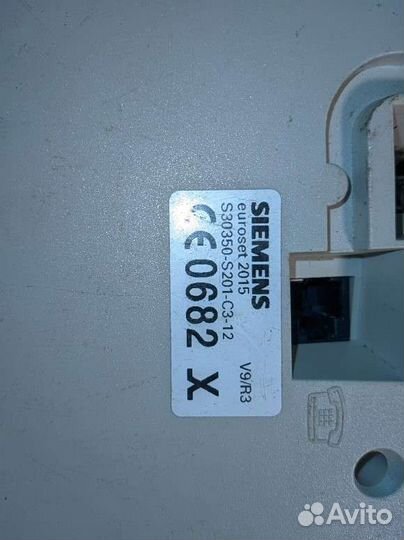 SIEMENS
euroset 2015
S30350-S201-C3-12
V9/R3
CE 0682 X
Avito